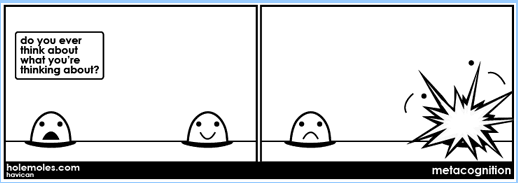 do you ever
think about
what you're
thinking about?
holemoles.com
havican
metacognition